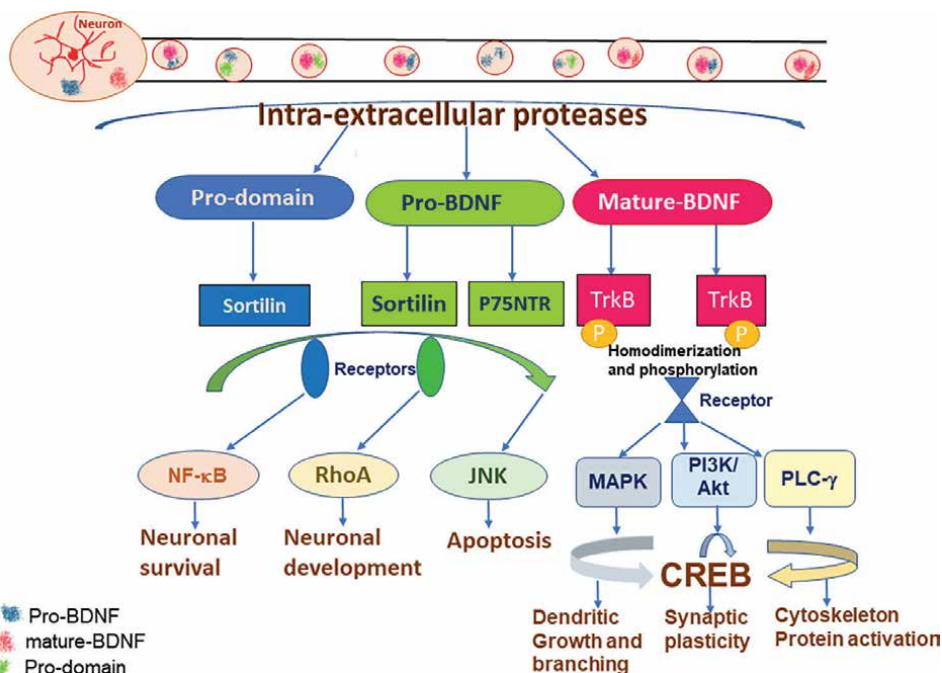 Neuron
Intra-extracellular proteases
Pro-domain
Pro-BDNF
Mature-BDNF
Sortilin
Sortilin
P75NTR
TrkB
TrkB
P
P
Homodimerization
and phosphorylation
Receptors
Receptor
NF-κB
RhoA
JNK
MAPK
PI3K/
Akt
PLC-γ
Neuronal
survival
Neuronal
development
Apoptosis
CREB
Dendritic
Growth and
branching
Synaptic
plasticity
Cytoskeleton
Protein activation
Pro-BDNF
mature-BDNF
Pro-domain